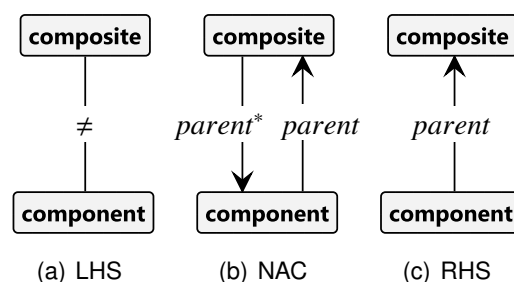 composite composite composite
≠ parent* parent parent
component component component
(a) LHS (b) NAC (c) RHS